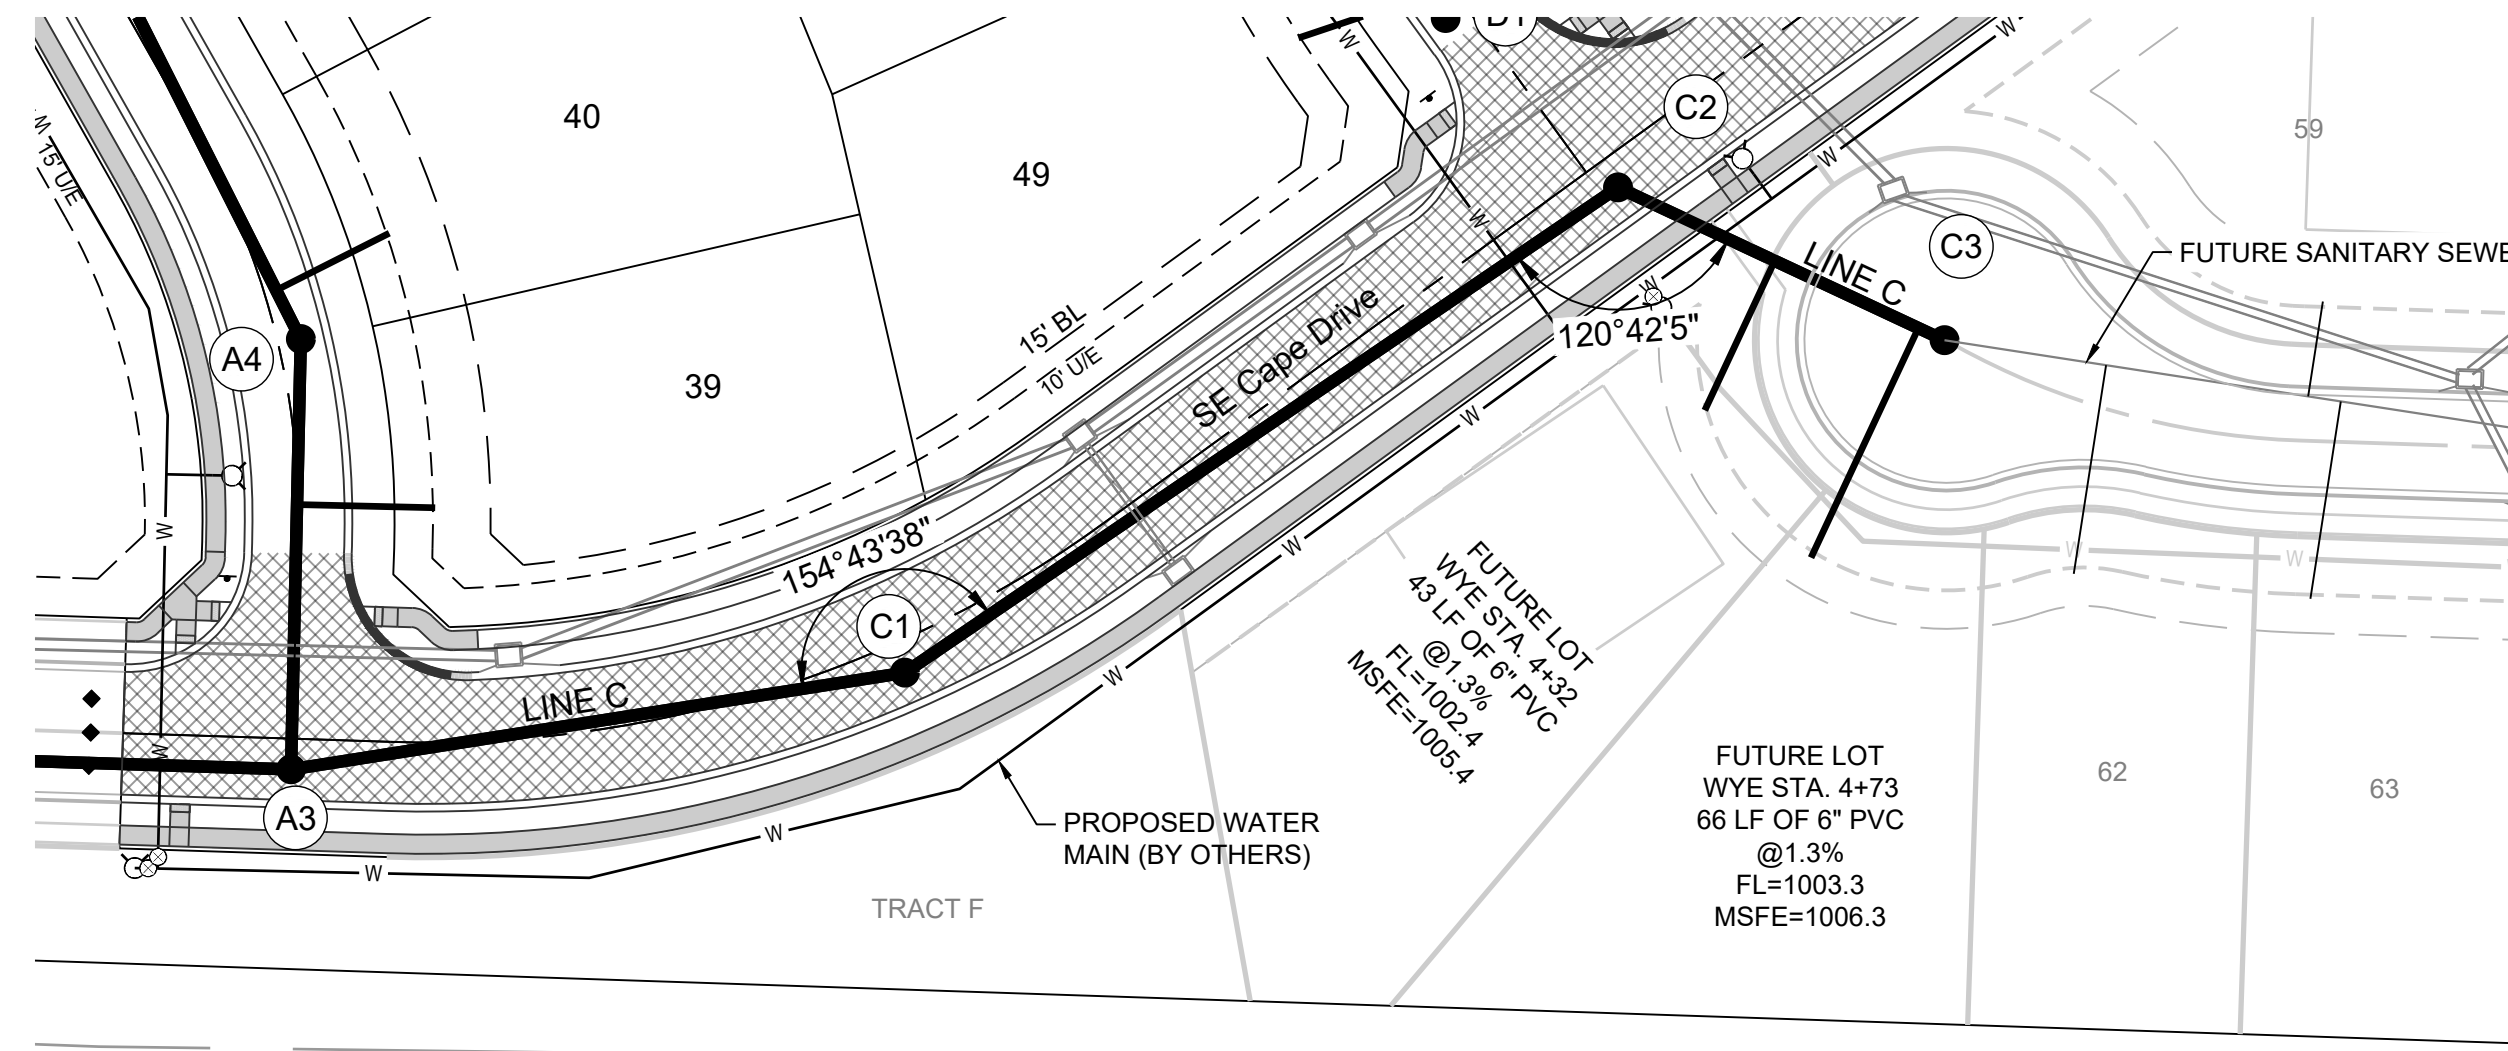 D1
W
W
C2
40
59
W
15' U/E
W
49
W
C3
FUTURE SANITARY SEWE
LINE C
W
A4
15' BL
10' U/E
SE Cape Drive
120°42'5"
39
W
W
154°43'38"
W
W
W
C1
FUTURE LOT
WYE STA. 4+32
43 LF OF 6" PVC
@1.3%
FL=1002.4
MSFE=1005.4
W
LINE C
W
FUTURE LOT
WYE STA. 4+73
66 LF OF 6" PVC
@1.3%
FL=1003.3
MSFE=1006.3
62
63
A3
PROPOSED WATER
MAIN (BY OTHERS)
W
W
TRACT F